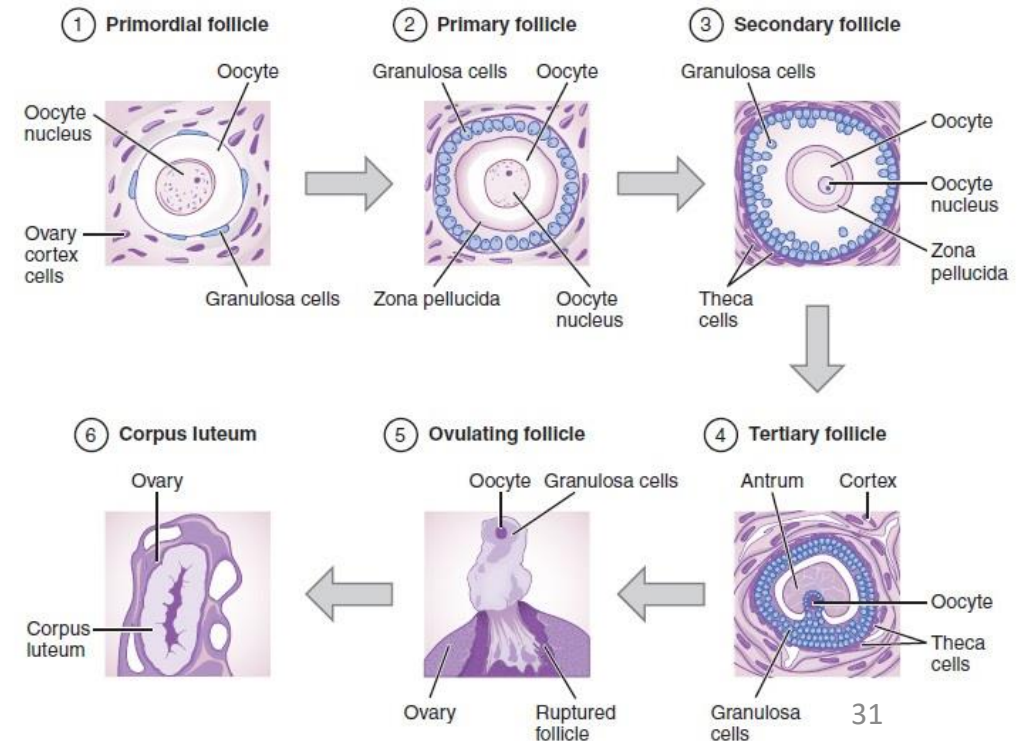 1 Primordial follicle
Oocyte
Oocyte
nucleus
Ovary
cortex
cells
Granulosa cells
2 Primary follicle
Granulosa cells
Oocyte
Zona pellucida
Oocyte
nucleus
3 Secondary follicle
Granulosa cells
Oocyte
Oocyte
nucleus
Zona
pellucida
Theca
cells
6 Corpus luteum
Ovary
Corpus
luteum
5 Ovulating follicle
Oocyte
Granulosa cells
Ovary
Ruptured
follicle
4 Tertiary follicle
Antrum
Cortex
Oocyte
Theca
cells
Granulosa
cells
31